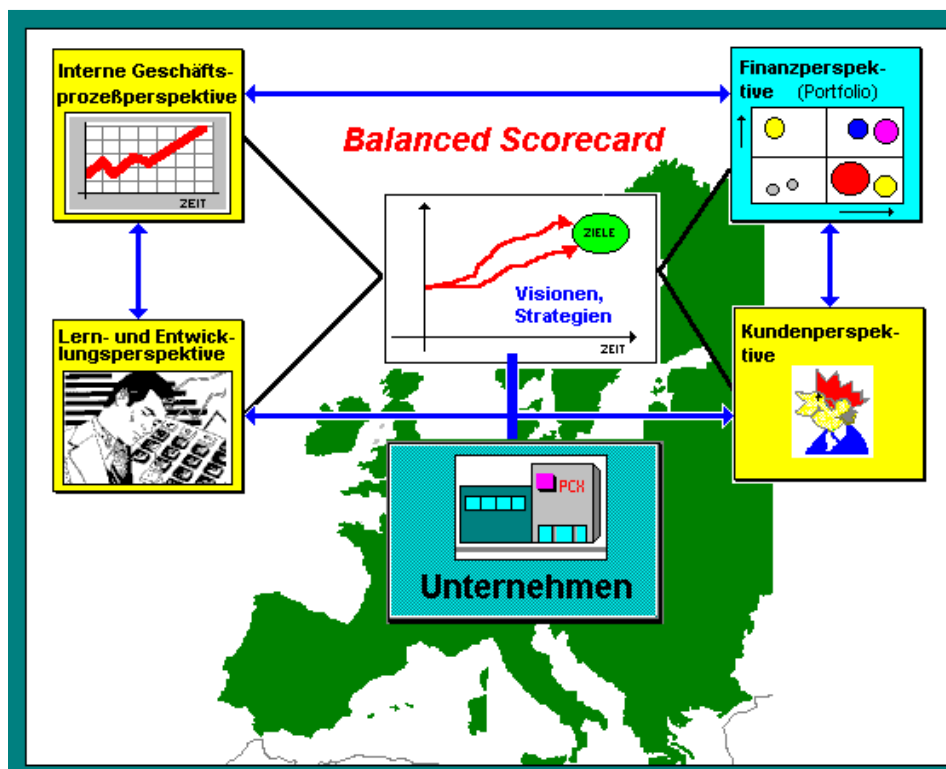 Interne Geschäfts-
prozeßperspektive
ZEIT
Finanzperspek-
tive (Portfolio)
Balanced Scorecard
ZIELE
Visionen,
Strategien
ZEIT
Lern- und Entwick-
lungsperspektive
Kundenperspek-
tive
PCX
Unternehmen